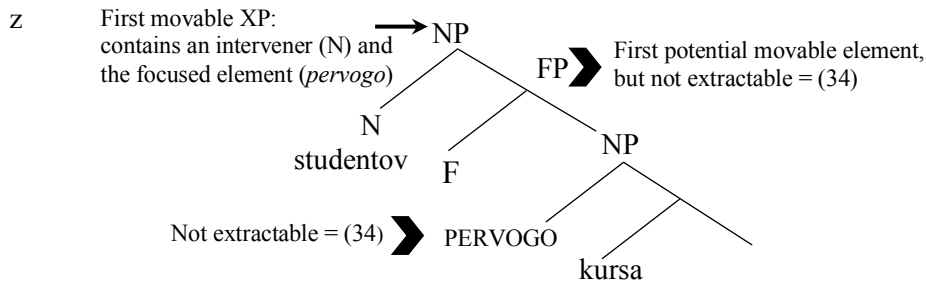 z
First movable XP:
contains an intervener (N) and
the focused element (pervogo)
NP
FP
First potential movable element,
but not extractable = (34)
N
studentov
F
NP
Not extractable = (34)
PERVOGO
kursa